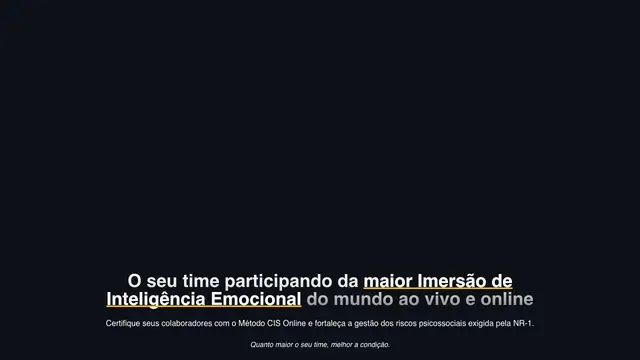 O seu time participando da maior Imersão de
Inteligência Emocional do mundo ao vivo e online
Certifique seus colaboradores com o Método CIS Online e fortaleça a gestão dos riscos psicossociais exigida pela NR-1.
Quanto maior o seu time, melhor a condição.